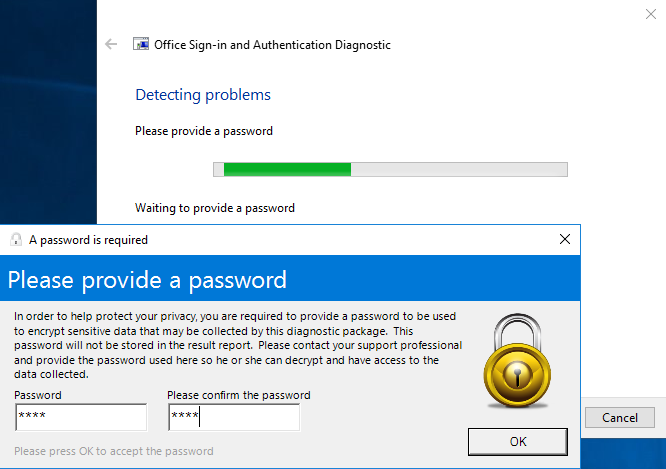 Office Sign-in and Authentication Diagnostic
Detecting problems
Please provide a password
Waiting to provide a password
A password is required
Please provide a password
In order to help protect your privacy, you are required to provide a password to be used
to encrypt sensitive data that may be collected by this diagnostic package.  This
password will not be stored in the result report.  Please contact your support professional
and provide the password used here so he or she can decrypt and have access to the
data collected.
Password
Please confirm the password
****
****
Please press OK to accept the password
OK
Cancel